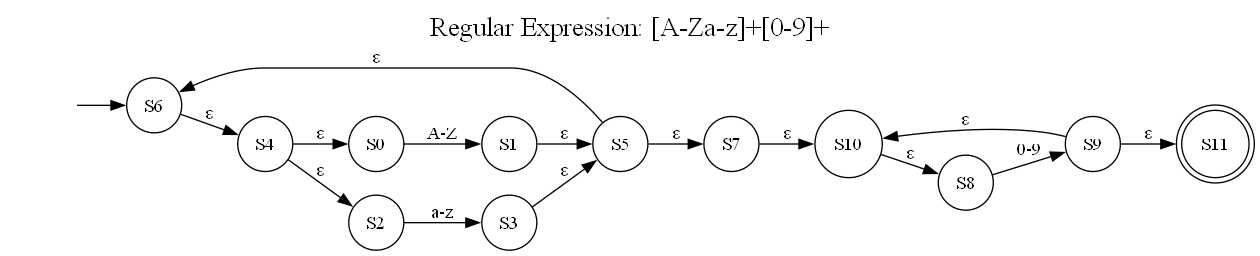 Regular Expression: [A-Za-z]+[0-9]+
ε
S6
ε
S4
ε
S0
A-Z
S1
ε
S5
ε
S7
ε
S10
ε
ε
S8
0-9
S9
ε
S11
ε
S2
a-z
S3
ε